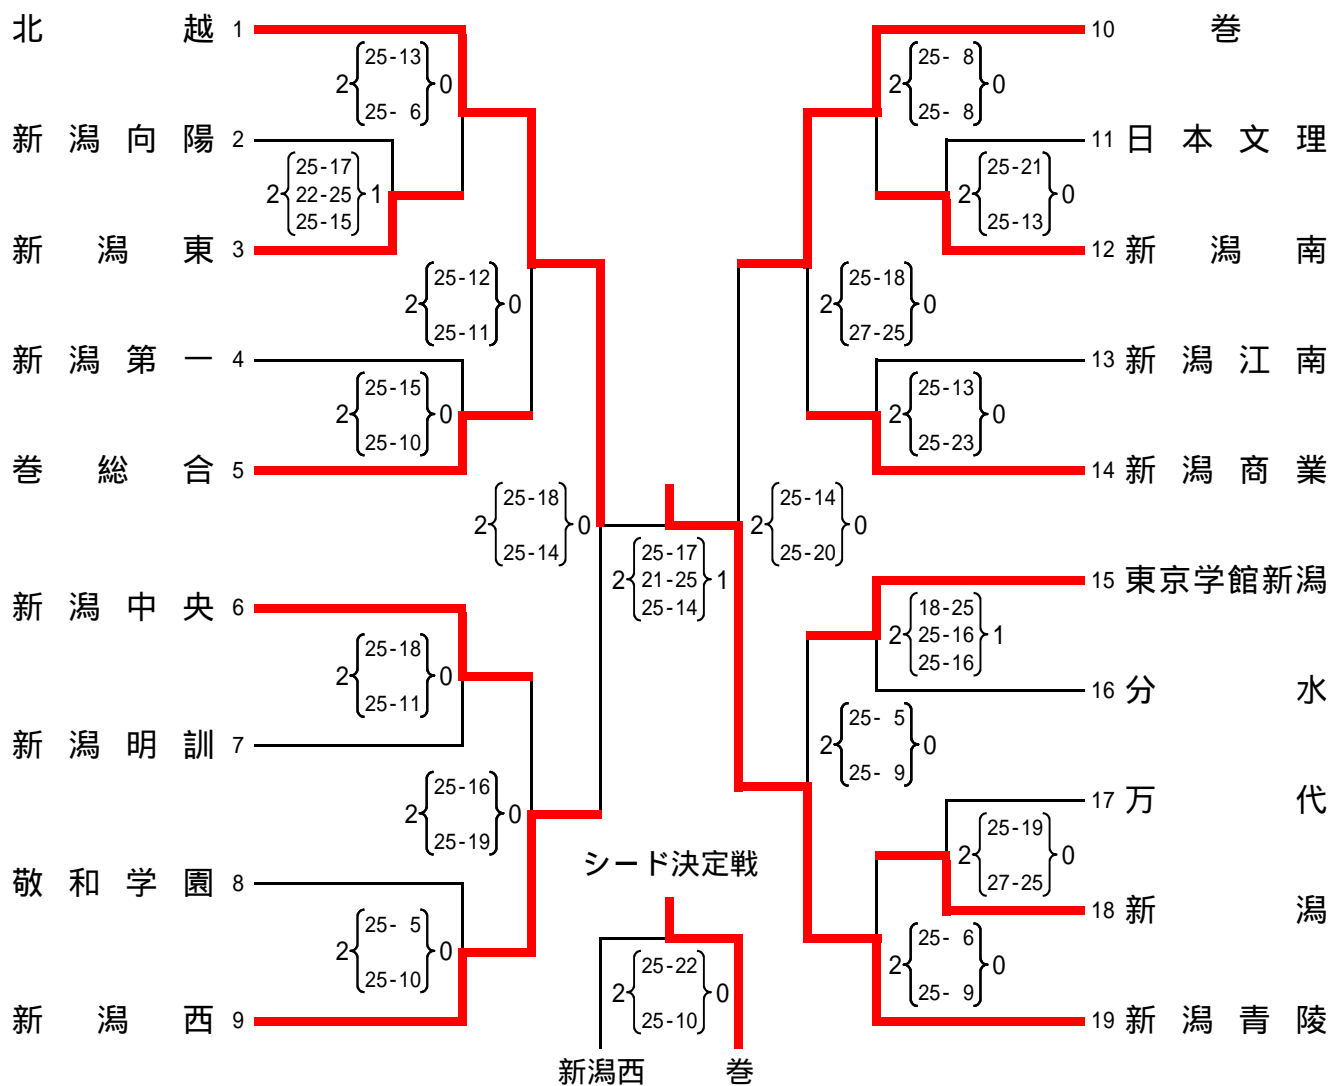 北越 1
25-13
2 0
25- 6
新潟向陽 2
25-17
2 22-25 1
25-15
新潟東 3
25-12
2 0
25-11
新潟第一 4
25-15
2 0
25-10
巻総合 5
25-18
2 0
25-14
新潟中央 6
25-18
2 0
25-11
新潟明訓 7
25-16
2 0
25-19
敬和学園 8
25- 5
2 0
25-10
新潟西 9
25-17
2 21-25 1
25-14
シード決定戦
25-22
2 0
25-10
新潟西 巻
10 巻
25- 8
2 0
25- 8
11 日本文理
25-21
2 0
25-13
12 新潟南
25-18
2 0
27-25
13 新潟江南
25-13
2 0
25-23
14 新潟商業
25-14
2 0
25-20
15 東京学館新潟
18-25
2 25-16 1
25-16
16 分水
25- 5
2 0
25- 9
17 万代
25-19
2 0
27-25
18 新潟
25- 6
2 0
25- 9
19 新潟青陵